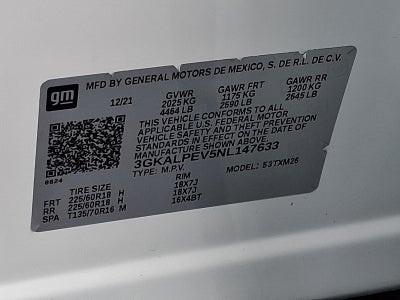 gm
MFD BY GENERAL MOTORS DE MEXICO, S. DE R.L. DE C.V.
12/21 GVWR GAWR FRT GAWR RR
2025 KG 1175 KG 1200 KG
4464 LB 2590 LB 2645 LB
THIS VEHICLE CONFORMS TO ALL
APPLICABLE U.S. FEDERAL MOTOR
VEHICLE SAFETY AND THEFT PREVENTION
STANDARDS IN EFFECT ON THE DATE OF
MANUFACTURE SHOWN ABOVE.
3GKALPEV5NL147633
TYPE: M.P.V. MODEL: 53TXM26
6624
TIRE SIZE RIM
FRT 225/60R18 H 18X7J
RR 225/60R18 H 18X7J
SPA T135/70R16 M 16X4BT